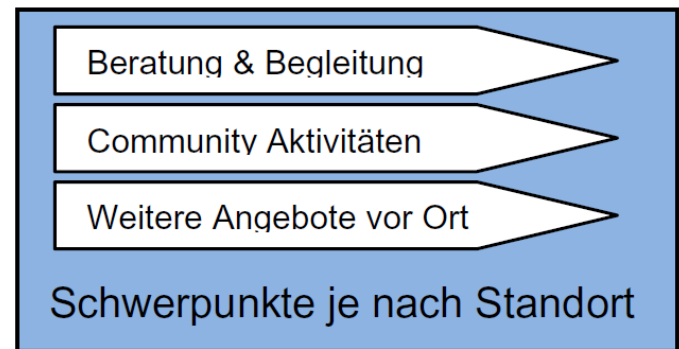 Beratung & Begleitung
Community Aktivitäten
Weitere Angebote vor Ort
Schwerpunkte je nach Standort